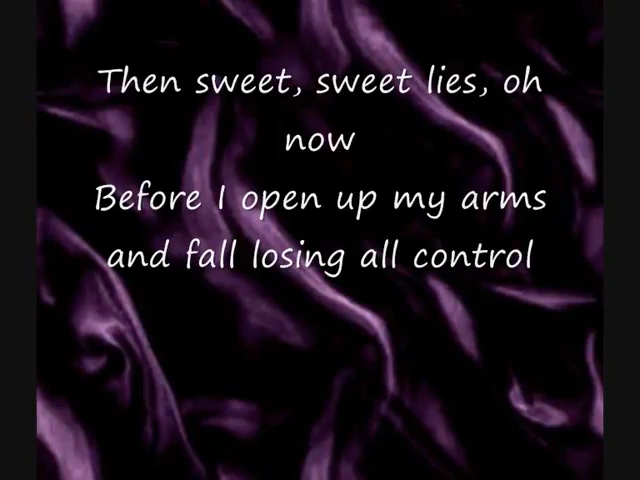 Then sweet, sweet lies, oh
now
Before I open up my arms
and fall losing all control